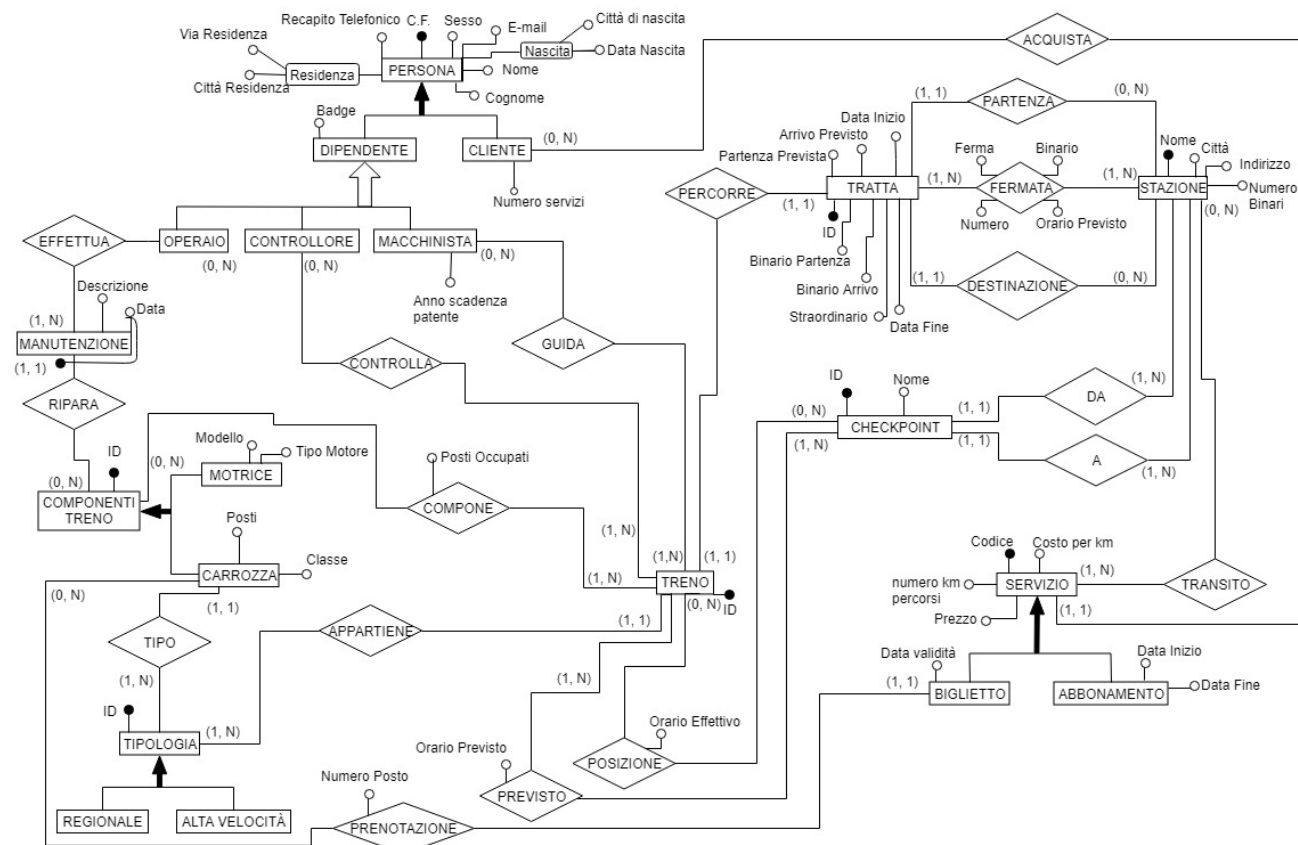 Recapito Telefonico
C.F.
Sesso
E-mail
Città di nascita
Via Residenza
Nascita
Data Nascita
ACQUISTA
Residenza
PERSONA
Nome
Città Residenza
Cognome
Badge
DIPENDENTE
CLIENTE
(0, N)
Numero servizi
(1, 1)
PARTENZA
(0, N)
Data Inizio
Arrivo Previsto
Partenza Prevista
Ferma
Binario
Nome
Città
Indirizzo
PERCORRE
(1, 1)
TRATTA
(1, N)
FERMATA
(1, N)
STAZIONE
Numero
Binari
(0, N)
ID
Numero
Orario Previsto
Binario Partenza
Binario Arrivo
(1, 1)
DESTINAZIONE
(0, N)
Straordinario
Data Fine
EFFETTUA
OPERAIO
CONTROLLORE
MACCHINISTA
(0, N)
(0, N)
(0, N)
Descrizione
Data
Anno scadenza
patente
(1, N)
MANUTENZIONE
(1, 1)
GUIDA
CONTROLLA
RIPARA
ID
Nome
DA
(1, N)
(0, N)
CHECKPOINT
(1, 1)
(1, N)
(1, 1)
A
(1, N)
Modello
Tipo Motore
ID
(0, N)
MOTRICE
Posti Occupati
(0, N)
COMPONENTI
TRENO
COMPONE
Posti
Classe
CARROZZA
(0, N)
(1, 1)
(1, N)
(1,N)
(1, 1)
(1, N)
TRENO
(0, N)
ID
Codice
Costo per km
numero km
percorsi
SERVIZIO
(1, N)
TRANSITO
Prezzo
(1, 1)
TIPO
APPARTIENE
(1, 1)
(1, N)
(1, N)
Data validità
Data Inizio
(1, 1)
BIGLIETTO
ABBONAMENTO
Data Fine
ID
TIPOLOGIA
(1, N)
Orario Effettivo
Orario Previsto
POSIZIONE
PREVISTO
Numero Posto
REGIONALE
ALTA VELOCITÀ
PRENOTAZIONE